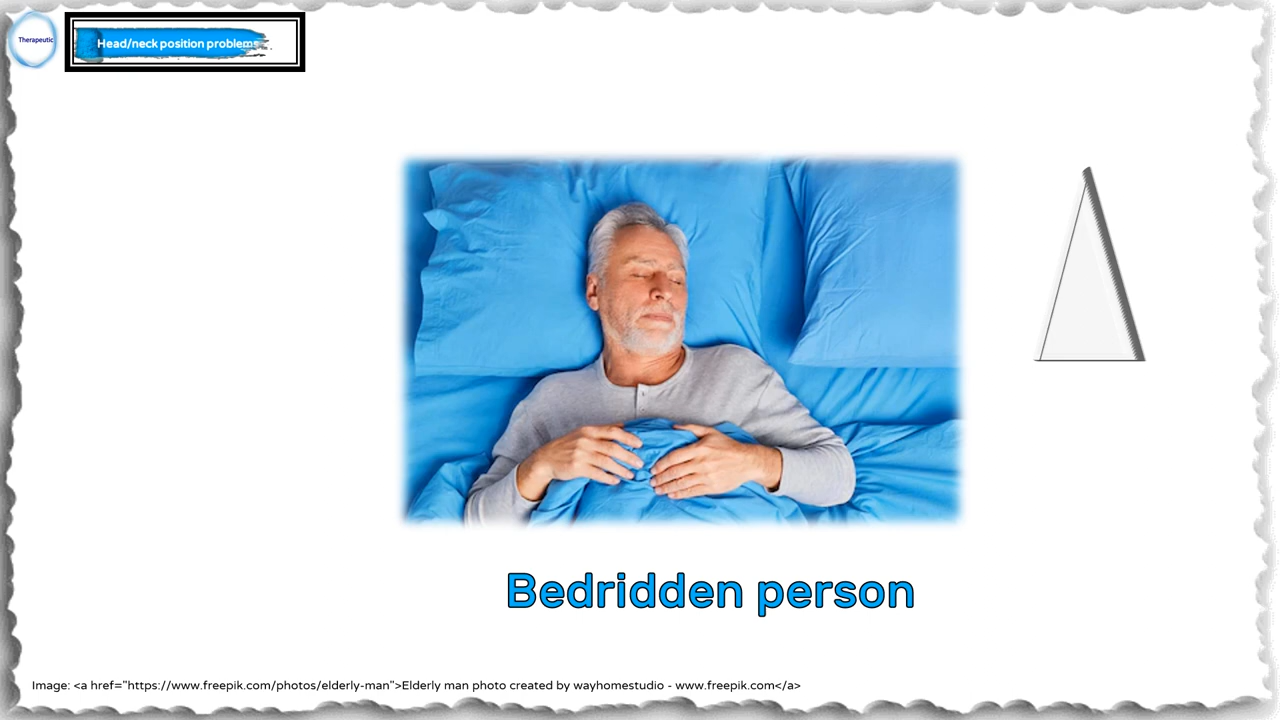 Therapeutic
Head/neck position problems
Bedridden person
Image: <a href="https://www.freepik.com/photos/elderly-man">Elderly man photo created by wayhomestudio - www.freepik.com</a>